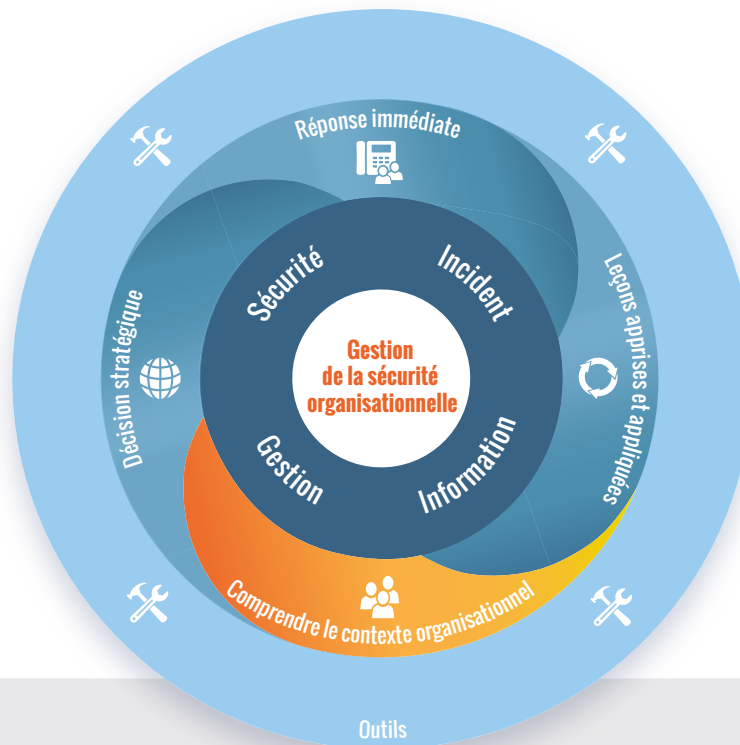 Réponse immédiate
Sécurité
Incident
Leçons apprises et appliquées
Décision stratégique
Gestion
de la sécurité
organisationnelle
Gestion
Information
Comprendre le contexte organisationnel
Outils